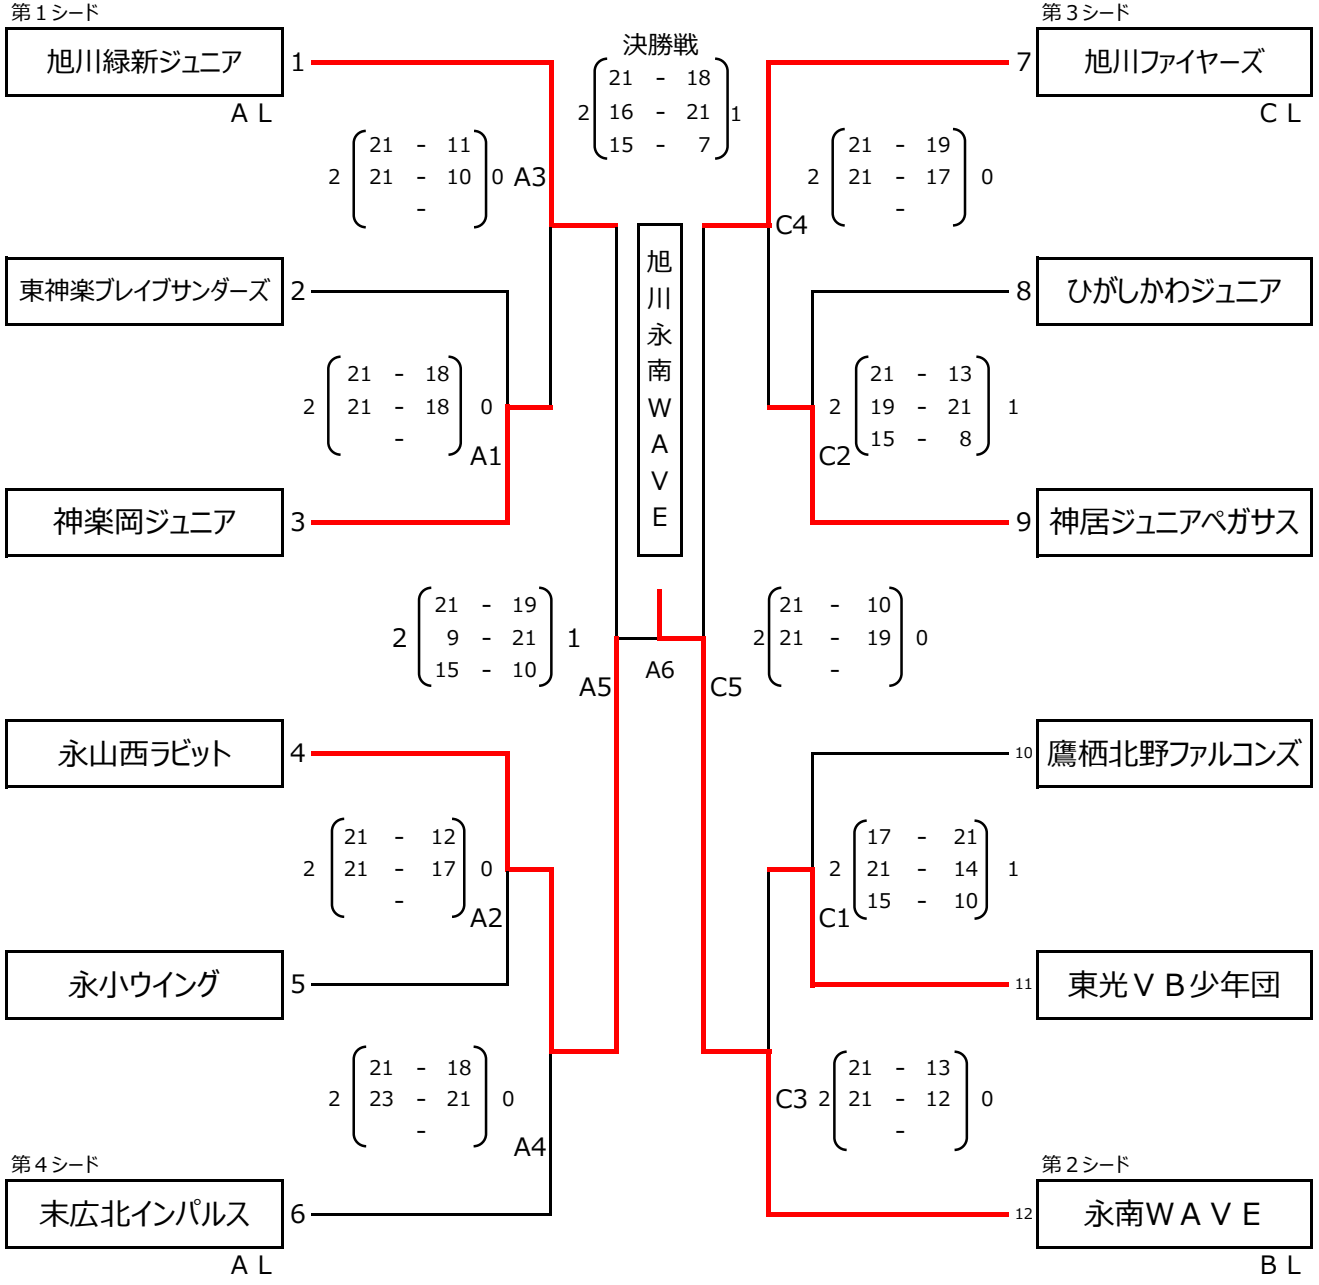 第１シード
旭川緑新ジュニア 1
A L
決勝戦
21 - 18
2 16 - 21 1
15 - 7
第３シード
7 旭川ファイヤーズ
C L
21 - 11
2 21 - 10 0 A3
-
21 - 19
2 21 - 17 0
-
C4
東神楽ブレイブサンダーズ 2
旭川永南ＷＡＶＥ
8 ひがしかわジュニア
21 - 18
2 21 - 18 0
-
A1
21 - 13
2 19 - 21 1
15 - 8
C2
神楽岡ジュニア 3
9 神居ジュニアペガサス
21 - 19
2 9 - 21 1
15 - 10
A5
A6
21 - 10
2 21 - 19 0
-
C5
永山西ラビット 4
10 鷹栖北野ファルコンズ
21 - 12
2 21 - 17 0
-
A2
17 - 21
2 21 - 14 1
15 - 10
C1
永小ウイング 5
11 東光ＶＢ少年団
21 - 18
2 23 - 21 0
-
A4
21 - 13
C3 2 21 - 12 0
-
第４シード
末広北インパルス 6
A L
第２シード
12 永南ＷＡＶＥ
B L